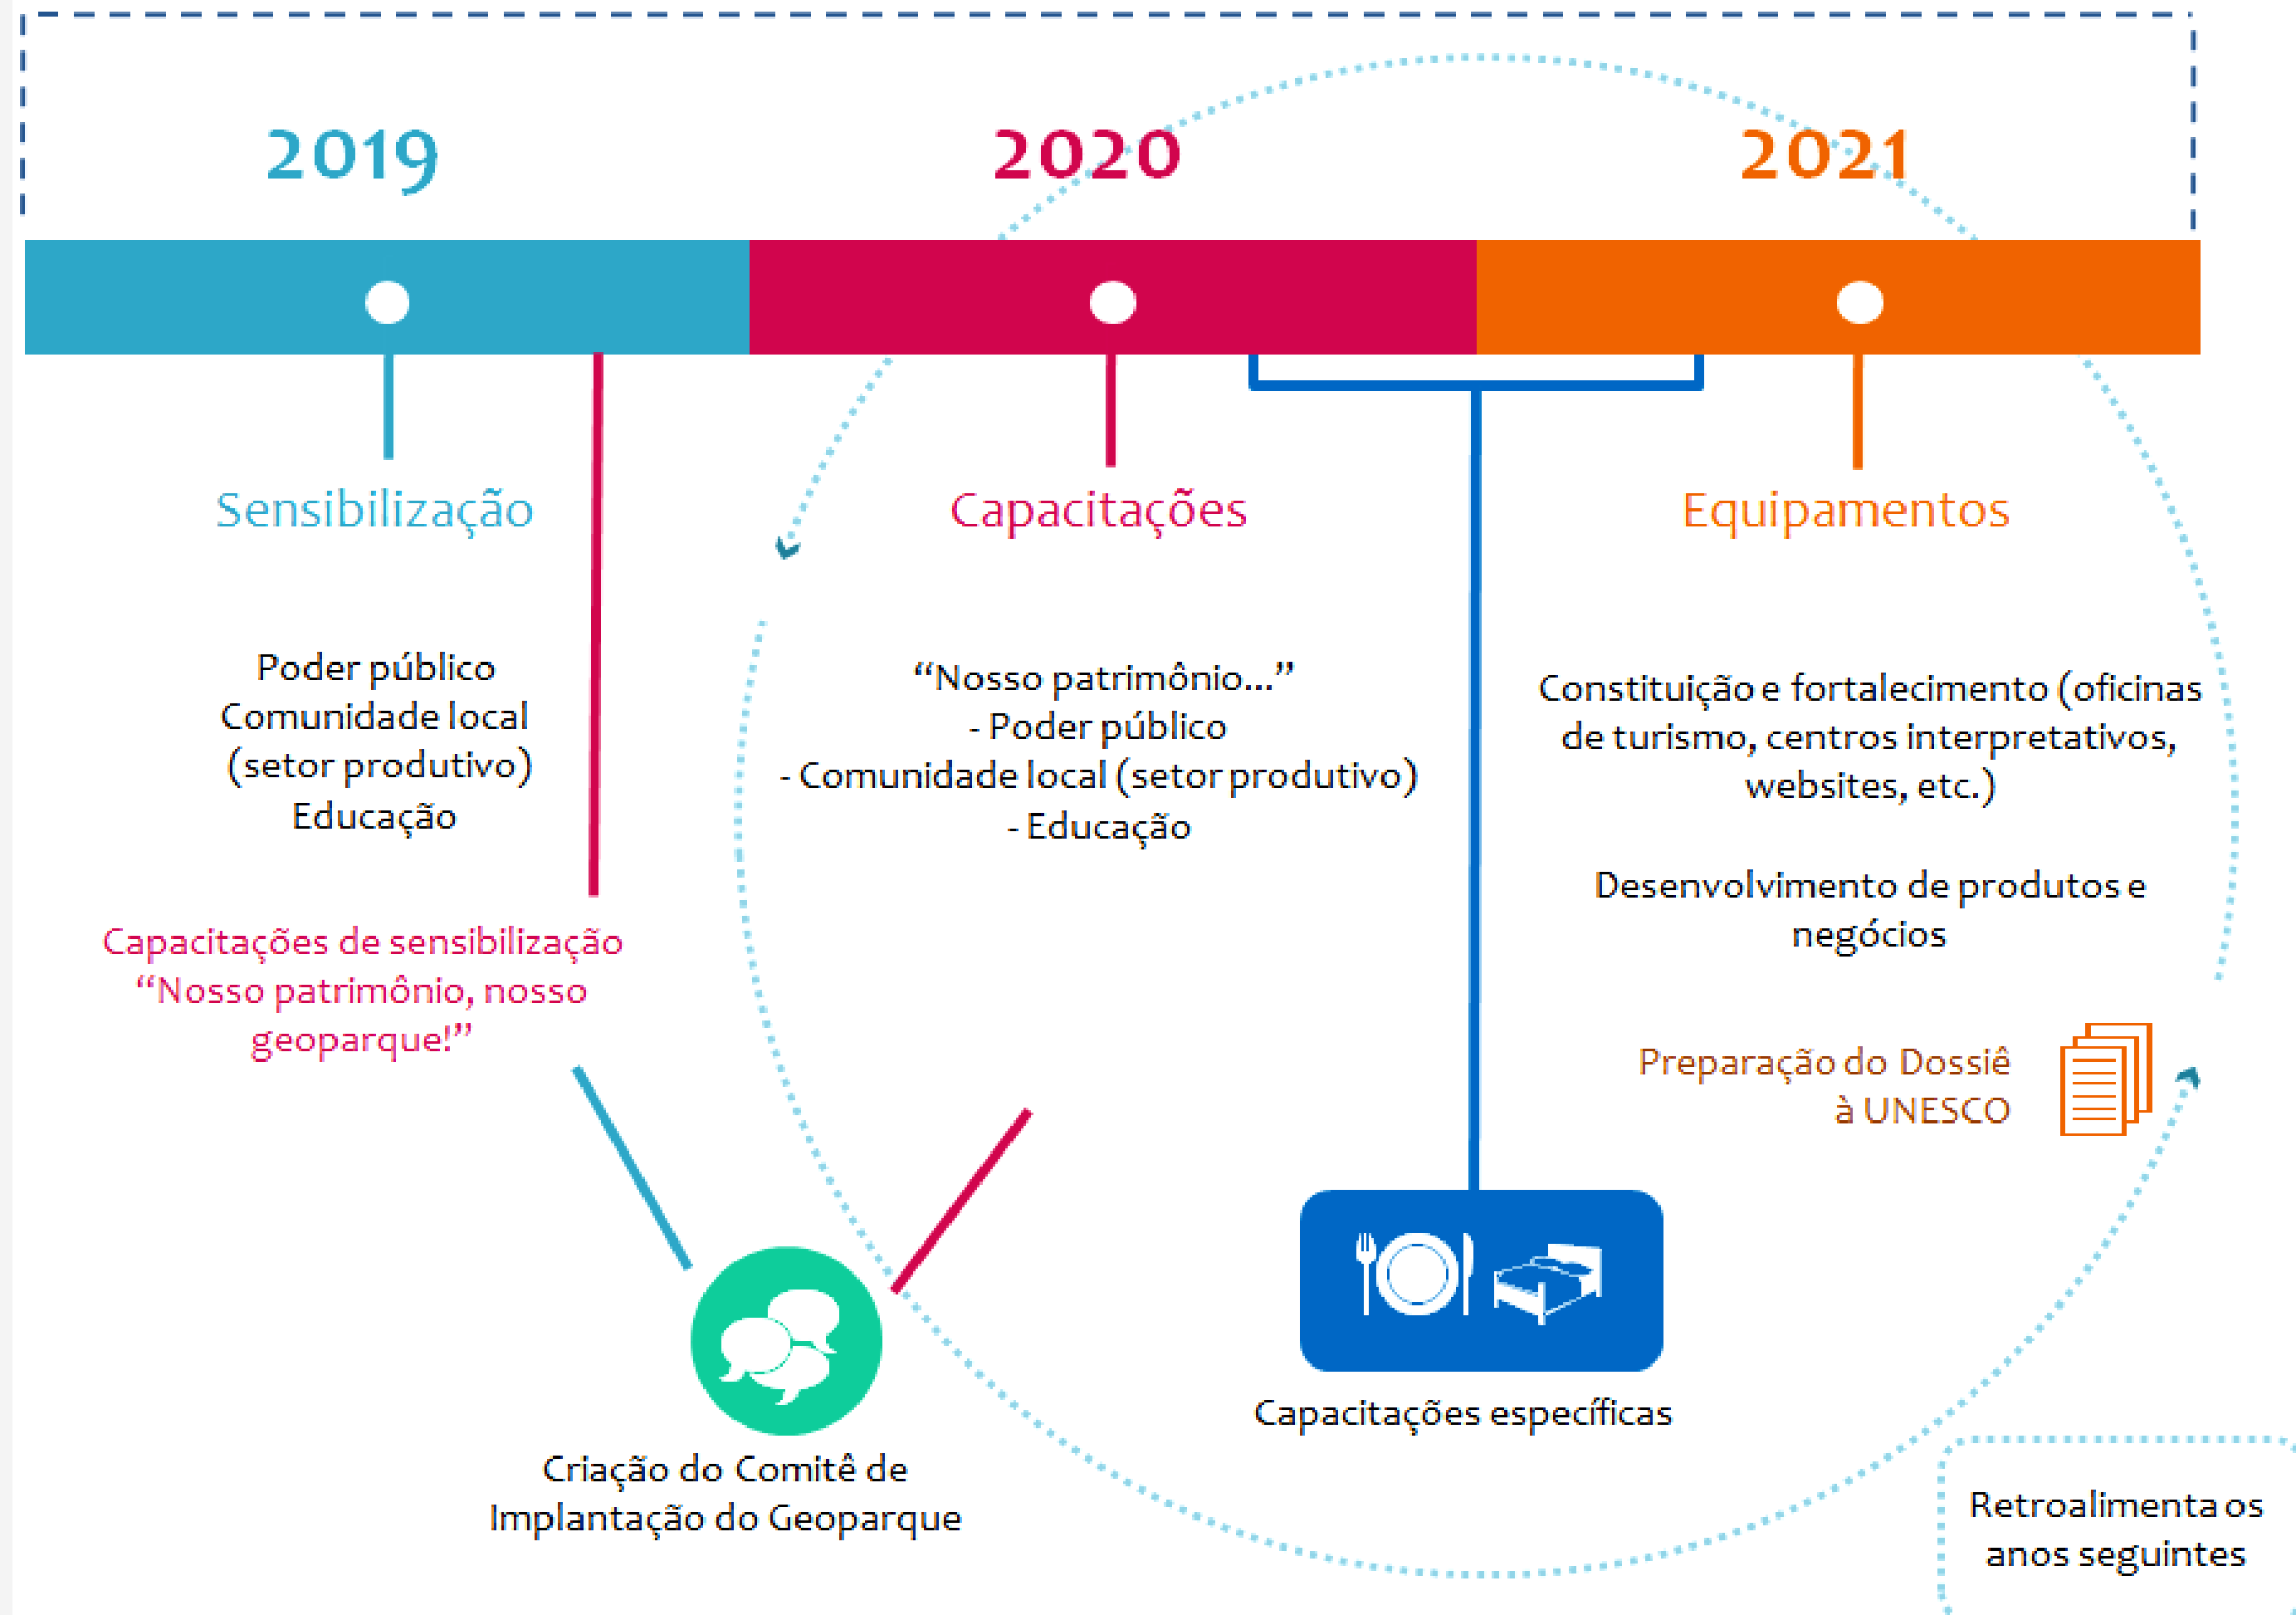 2019
2020
2021
Sensibilização
Poder público
Comunidade local
(setor produtivo)
Educação
Capacitações de sensibilização
“Nosso patrimônio, nosso
geoparque!”
Criação do Comitê de
Implantação do Geoparque
Capacitações
“Nosso patrimônio...”
- Poder público
- Comunidade local (setor produtivo)
- Educação
Capacitações específicas
Equipamentos
Constituição e fortalecimento (oficinas
de turismo, centros interpretativos,
websites, etc.)
Desenvolvimento de produtos e
negócios
Preparação do Dossiê
à UNESCO
Retroalimenta os
anos seguintes